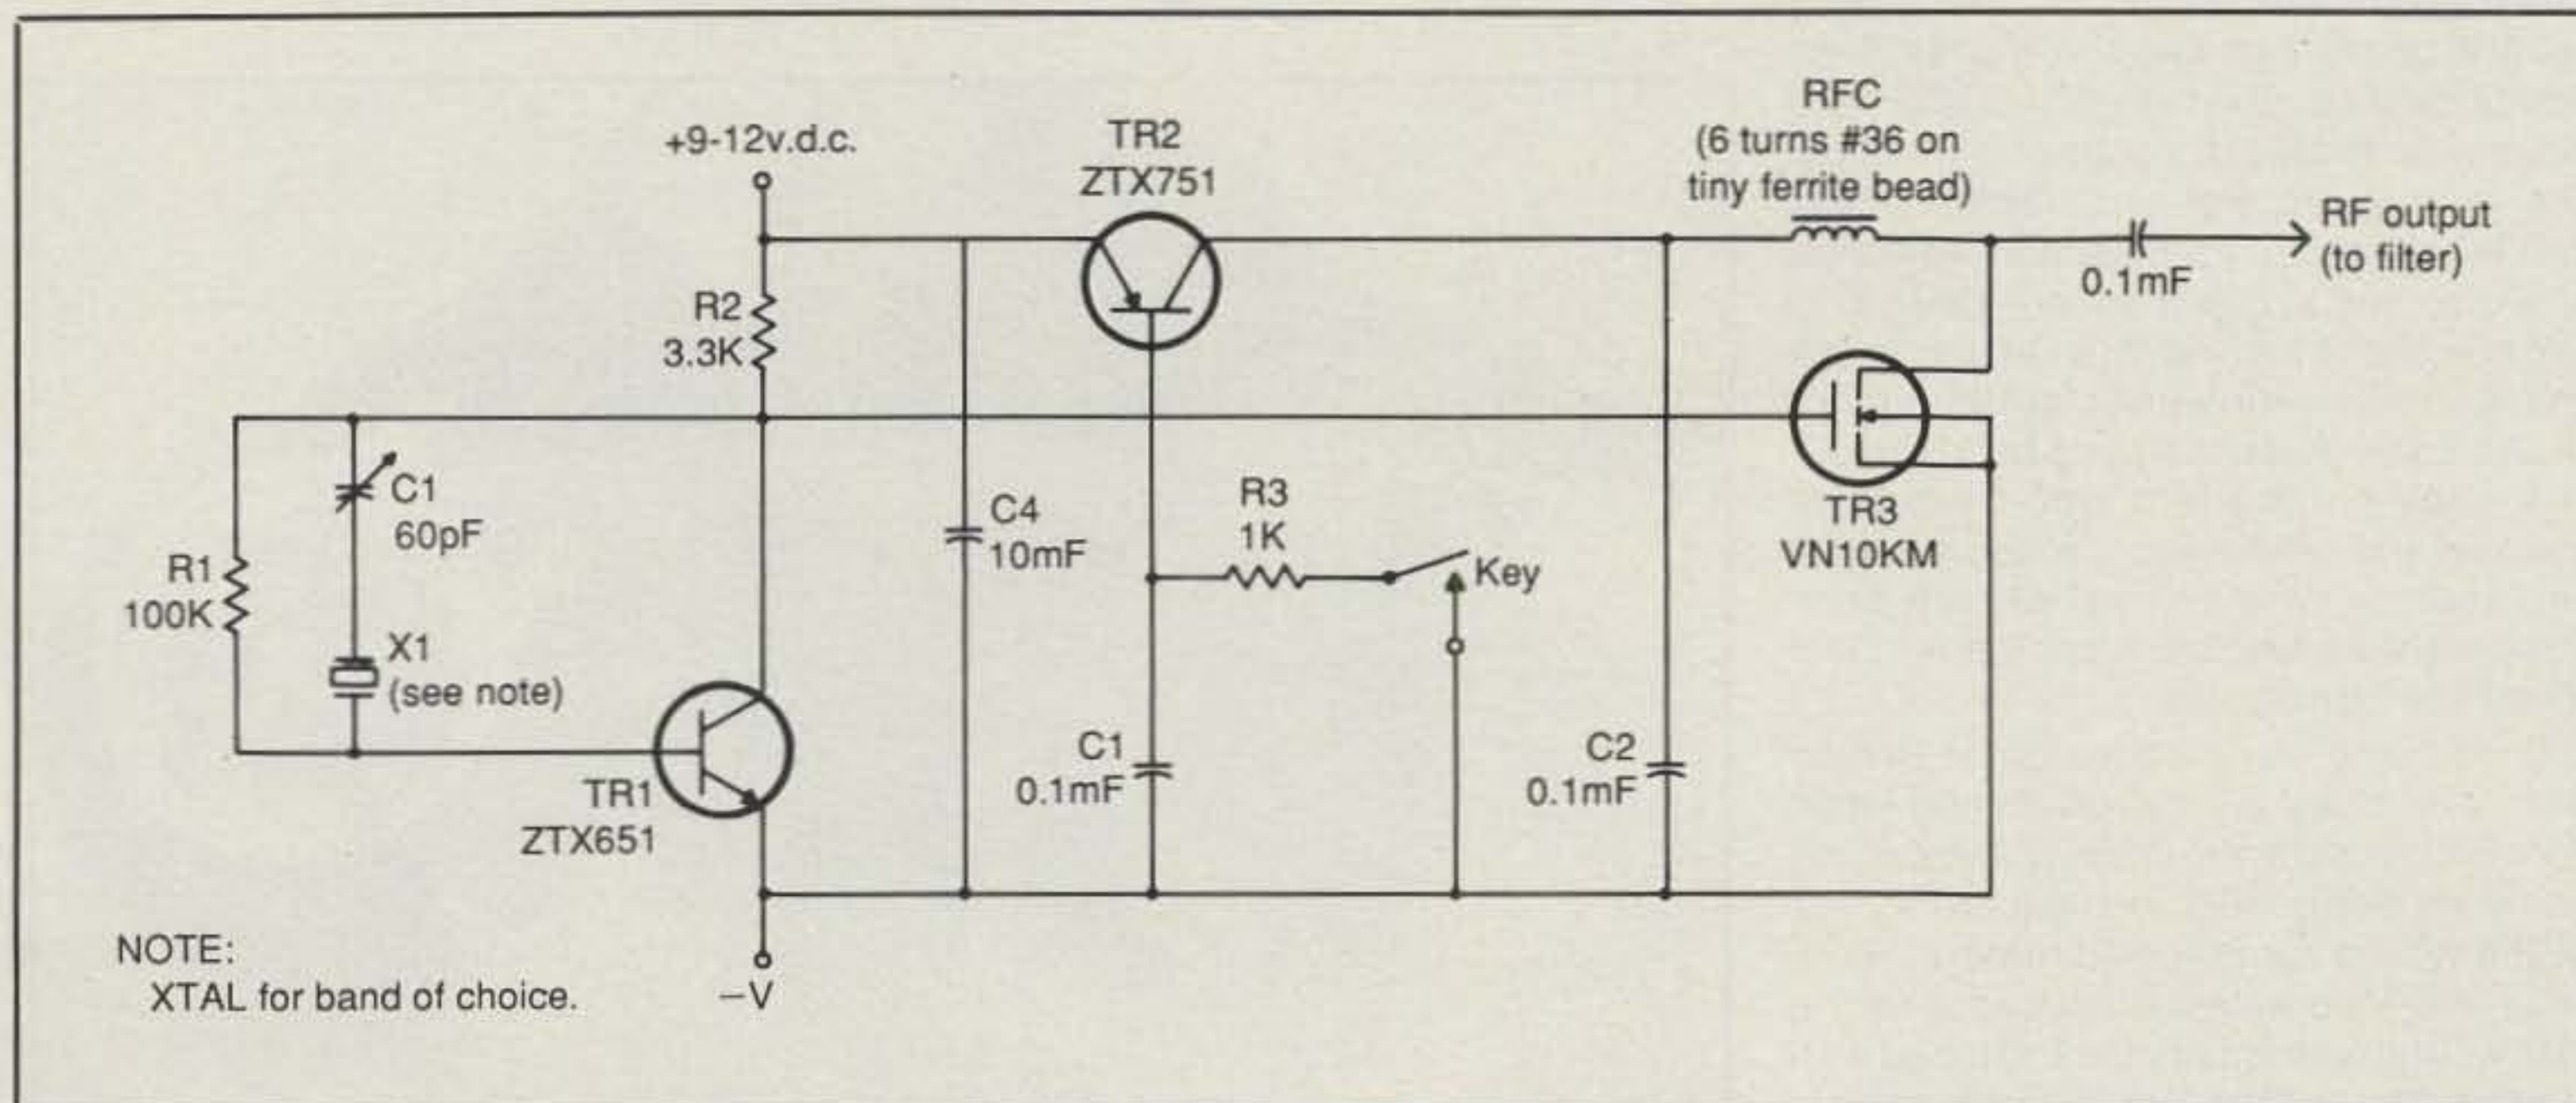 +9-12v.d.c.
TR2
ZTX751
RFC
(6 turns #36 on
tiny ferrite bead)
RF output
(to filter)
0.1mF
R2
3.3K
C1
60pF
R1
100K
X1
(see note)
C4
10mF
R3
1K
Key
TR3
VN10KM
TR1
ZTX651
C1
0.1mF
C2
0.1mF
NOTE:
XTAL for band of choice.
−V